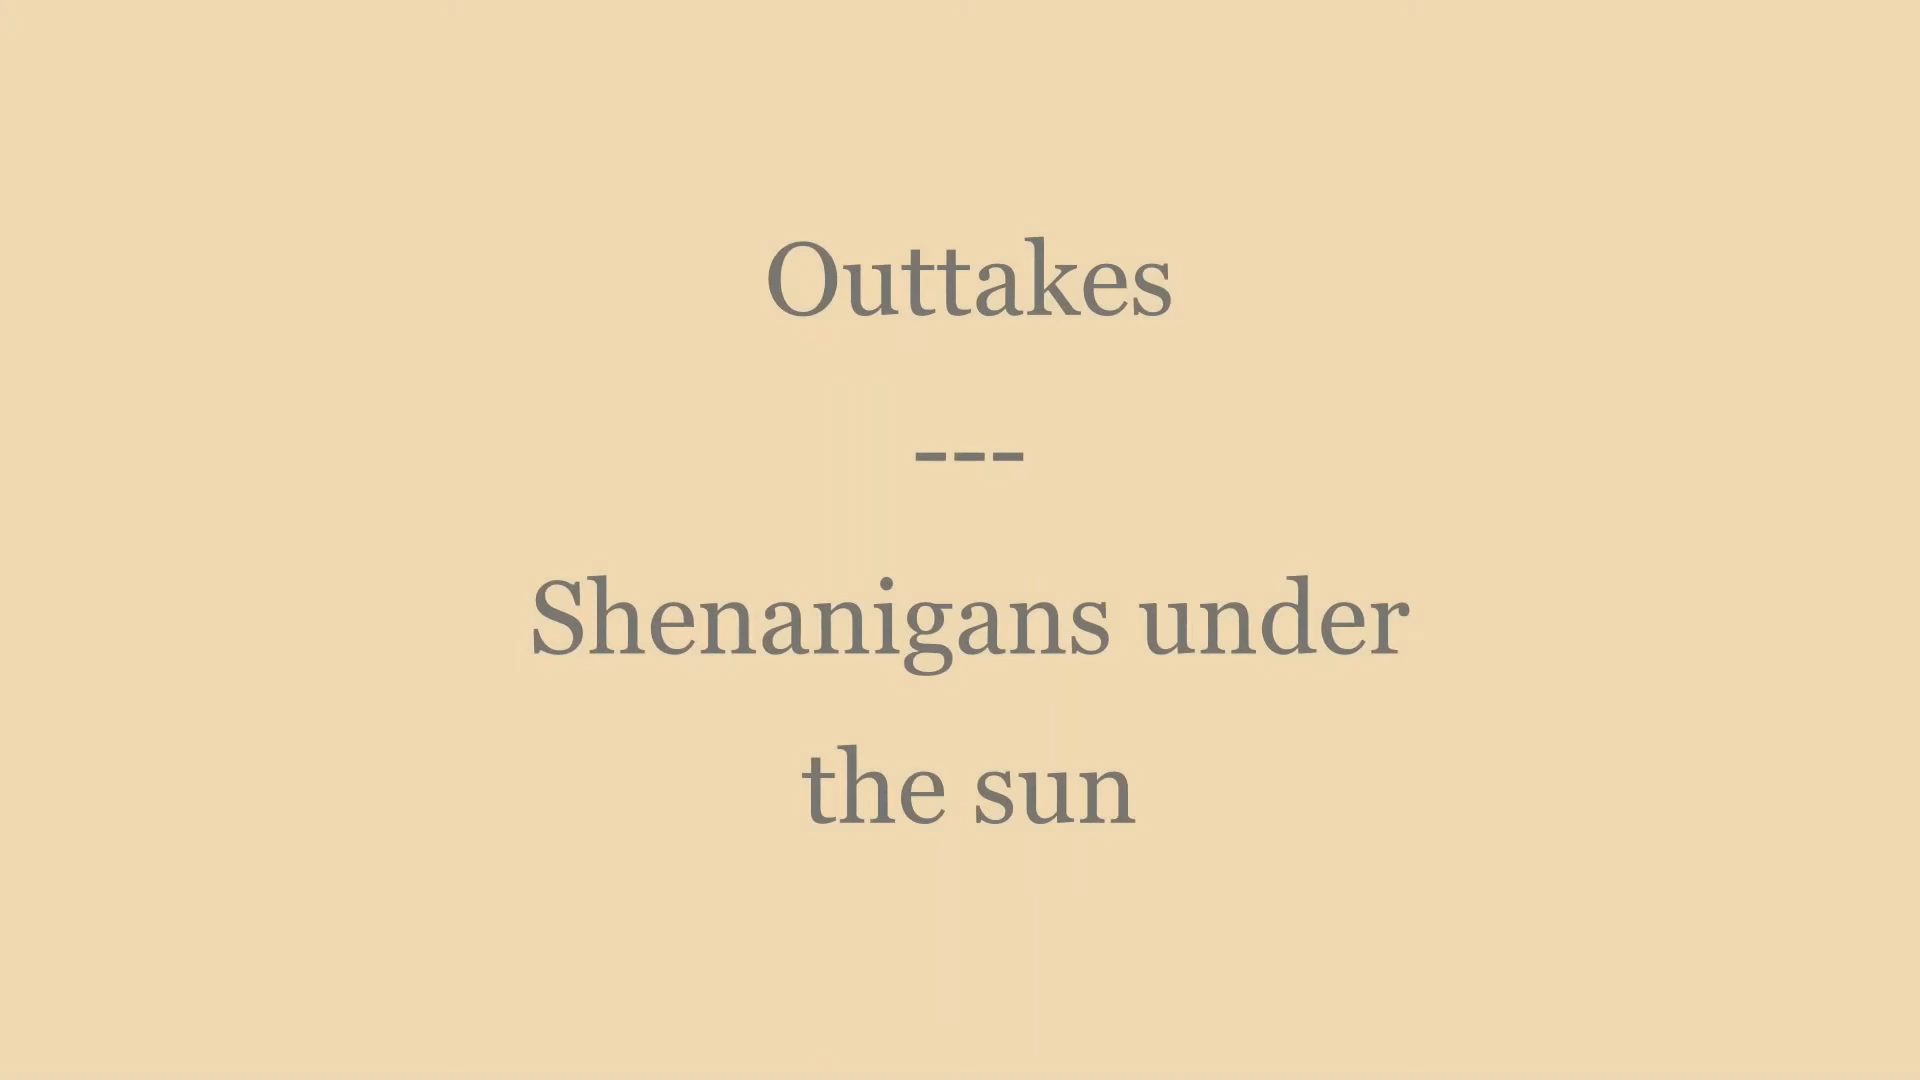 Outtakes
---
Shenanigans under
the sun